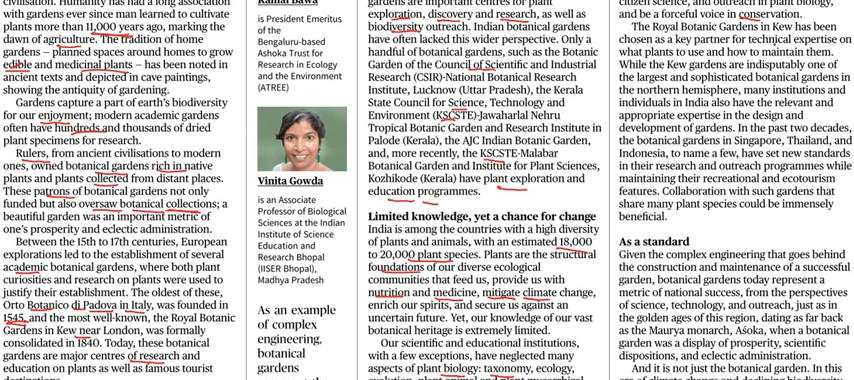 civilisation. Humanity has had a long association
with gardens ever since man learned to cultivate
plants more than 11,000 years ago, marking the
dawn of agriculture. The tradition of home
gardens — planned spaces around homes to grow
edible and medicinal plants — has been noted in
ancient texts and depicted in cave paintings,
showing the antiquity of gardening.
Gardens capture a part of earth's biodiversity
for our enjoyment; modern academic gardens
often have hundreds and thousands of dried
plant specimens for research.
Rulers, from ancient civilisations to modern
ones, owned botanical gardens rich in native
plants and plants collected from distant places.
These patrons of botanical gardens not only
funded but also oversaw botanical collections; a
beautiful garden was an important metric of
one's prosperity and eclectic administration.
Between the 15th to 17th centuries, European
explorations led to the establishment of several
academic botanical gardens, where both plant
curiosities and research on plants were used to
justify their establishment. The oldest of these,
Orto Botanico di Padova in Italy, was founded in
1545, and the most well-known, the Royal Botanic
Gardens in Kew near London, was formally
consolidated in 1840. Today, these botanical
gardens are major centres of research and
education on plants as well as famous tourist
destinations.
Kamal Bawa
is President Emeritus
of the
Bengaluru-based
Ashoka Trust for
Research in Ecology
and the Environment
(ATREE)
Vinita Gowda
is an Associate
Professor of Biological
Sciences at the Indian
Institute of Science
Education and
Research Bhopal
(IISER Bhopal),
Madhya Pradesh
As an example
of complex
engineering,
botanical
gardens
gardens are important centres for plant
exploration, discovery and research, as well as
biodiversity outreach. Indian botanical gardens
have often lacked this wider perspective. Only a
handful of botanical gardens, such as the Botanic
Garden of the Council of Scientific and Industrial
Research (CSIR)-National Botanical Research
Institute, Lucknow (Uttar Pradesh), the Kerala
State Council for Science, Technology and
Environment (KSCSTE)-Jawaharlal Nehru
Tropical Botanic Garden and Research Institute in
Palode (Kerala), the AJC Indian Botanic Garden,
and, more recently, the KSCSTE-Malabar
Botanical Garden and Institute for Plant Sciences,
Kozhikode (Kerala) have plant exploration and
education programmes.
Limited knowledge, yet a chance for change
India is among the countries with a high diversity
of plants and animals, with an estimated 18,000
to 20,000 plant species. Plants are the structural
foundations of our diverse ecological
communities that feed us, provide us with
nutrition and medicine, mitigate climate change,
enrich our spirits, and secure us against an
uncertain future. Yet, our knowledge of our vast
botanical heritage is extremely limited.
Our scientific and educational institutions,
with a few exceptions, have neglected many
aspects of plant biology: taxonomy, ecology,
citizen science, and outreach in plant biology,
and be a forceful voice in conservation.
The Royal Botanic Gardens in Kew has been
chosen as a key partner for technical expertise on
what plants to use and how to maintain them.
While the Kew gardens are indisputably one of
the largest and sophisticated botanical gardens in
the northern hemisphere, many institutions and
individuals in India also have the relevant and
appropriate expertise in the design and
development of gardens. In the past two decades,
the botanical gardens in Singapore, Thailand, and
Indonesia, to name a few, have set new standards
in their research and outreach programmes while
maintaining their recreational and ecotourism
features. Collaboration with such gardens that
share many plant species could be immensely
beneficial.
As a standard
Given the complex engineering that goes behind
the construction and maintenance of a successful
garden, botanical gardens today represent a
metric of national success, from the perspectives
of science, technology, and outreach, just as in
the golden ages of this region, dating as far back
as the Maurya monarch, Aśoka, when a botanical
garden was a display of prosperity, scientific
dispositions, and eclectic administration.
And it is not just the botanical garden. In this